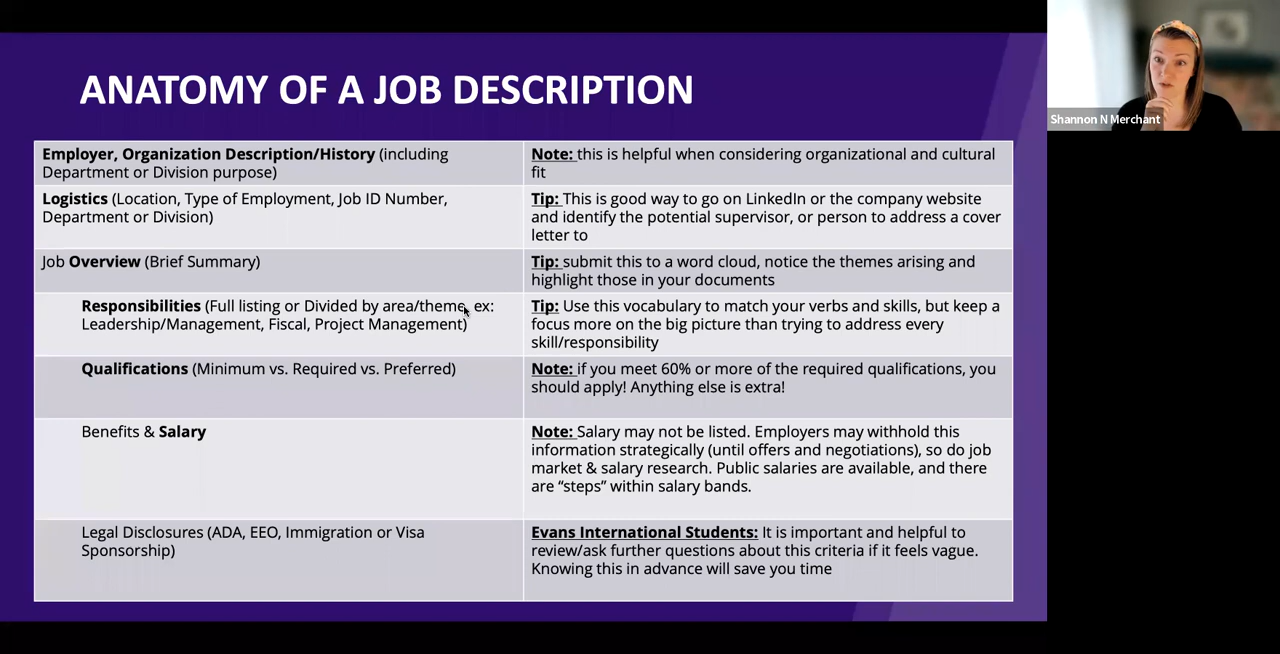 ANATOMY OF A JOB DESCRIPTION
Shannon N Merchant
Employer, Organization Description/History (including
Department or Division purpose)
Note: this is helpful when considering organizational and cultural
fit
Logistics (Location, Type of Employment, Job ID Number,
Department or Division)
Tip: This is good way to go on LinkedIn or the company website
and identify the potential supervisor, or person to address a cover
letter to
Job Overview (Brief Summary)
Tip: submit this to a word cloud, notice the themes arising and
highlight those in your documents
Responsibilities (Full listing or Divided by area/theme, ex:
Leadership/Management, Fiscal, Project Management)
Tip: Use this vocabulary to match your verbs and skills, but keep a
focus more on the big picture than trying to address every
skill/responsibility
Qualifications (Minimum vs. Required vs. Preferred)
Note: if you meet 60% or more of the required qualifications, you
should apply! Anything else is extra!
Benefits & Salary
Note: Salary may not be listed. Employers may withhold this
information strategically (until offers and negotiations), so do job
market & salary research. Public salaries are available, and there
are “steps” within salary bands.
Legal Disclosures (ADA, EEO, Immigration or Visa
Sponsorship)
Evans International Students: It is important and helpful to
review/ask further questions about this criteria if it feels vague.
Knowing this in advance will save you time